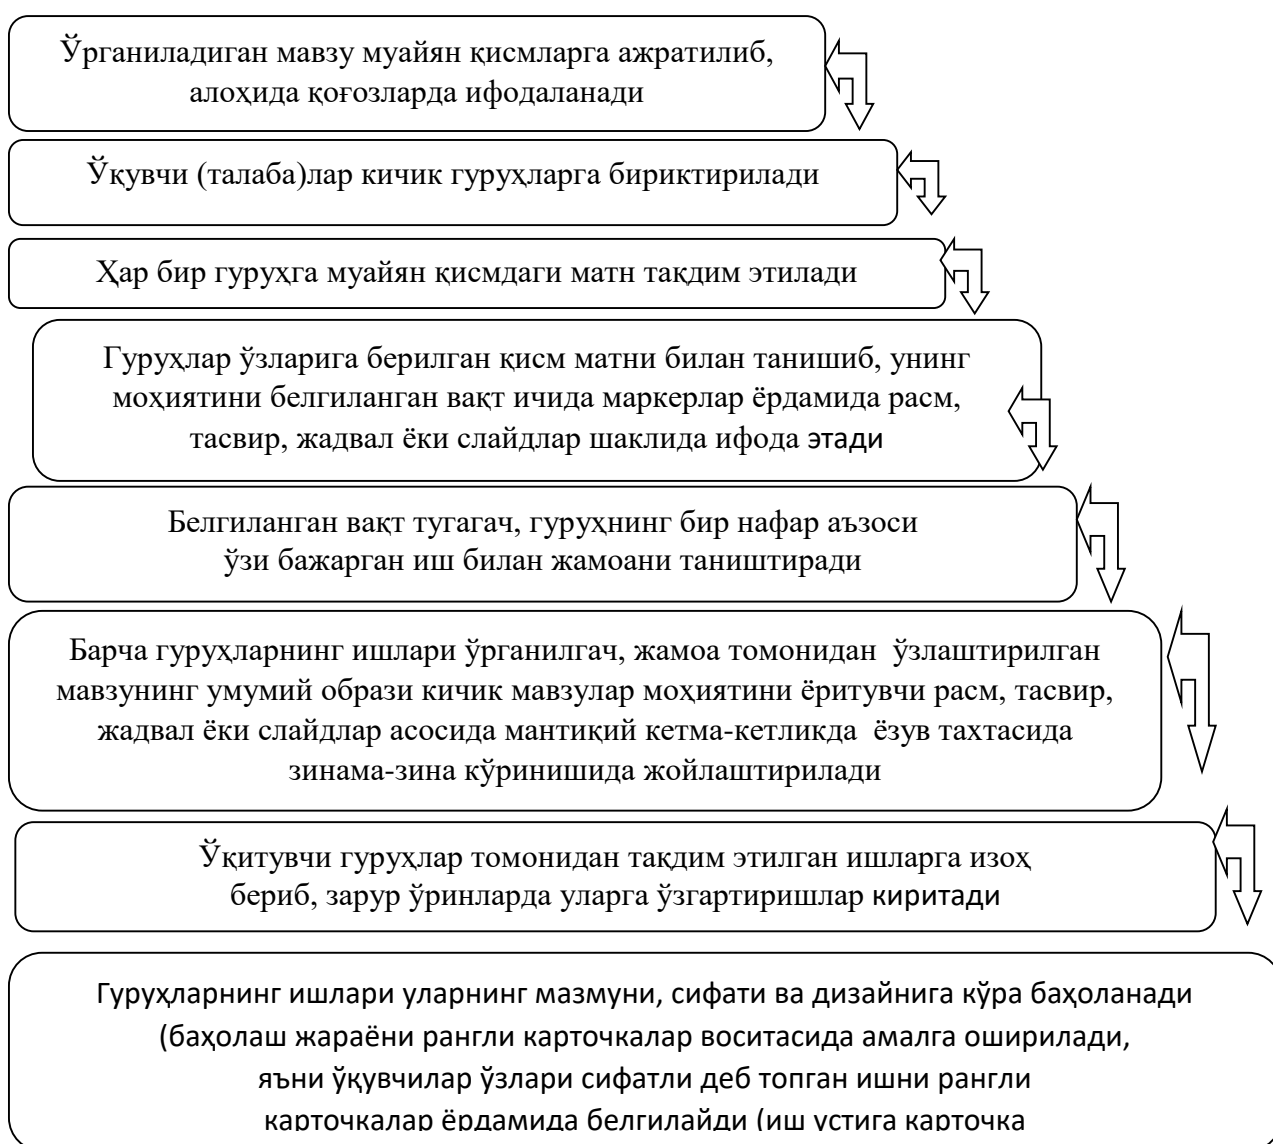 Ўрганиладиган мавзу муайян қисмларга ажратилиб,
алоҳида қоғозларда ифодаланади
Ўқувчи (талаба)лар кичик гуруҳларга бириктирилади
Ҳар бир гуруҳга муайян қисмдаги матн тақдим этилади
Гуруҳлар ўзларига берилган қисм матни билан танишиб, унинг
моҳиятини белгиланган вақт ичида маркерлар ёрдамида расм,
тасвир, жадвал ёки слайдлар шаклида ифода этади
Белгиланган вақт тугагач, гуруҳнинг бир нафар аъзоси
ўзи бажарган иш билан жамоани таништиради
Барча гуруҳларнинг ишлари ўрганилгач, жамоа томонидан ўзлаштирилган
мавзунинг умумий образи кичик мавзулар моҳиятини ёритувчи расм, тасвир,
жадвал ёки слайдлар асосида мантиқий кетма-кетликда ёзув тахтасида
зинама-зина кўринишида жойлаштирилади
Ўқитувчи гуруҳлар томонидан тақдим этилган ишларга изоҳ
бериб, зарур ўринларда уларга ўзгартиришлар киритади
Гуруҳларнинг ишлари уларнинг мазмуни, сифати ва дизайнига кўра баҳоланади
(баҳолаш жараёни рангли карточкалар воситасида амалга оширилади,
яъни ўқувчилар ўзлари сифатли деб топган ишни рангли
карточкалар ёрдамида белгилайди (иш устига карточка